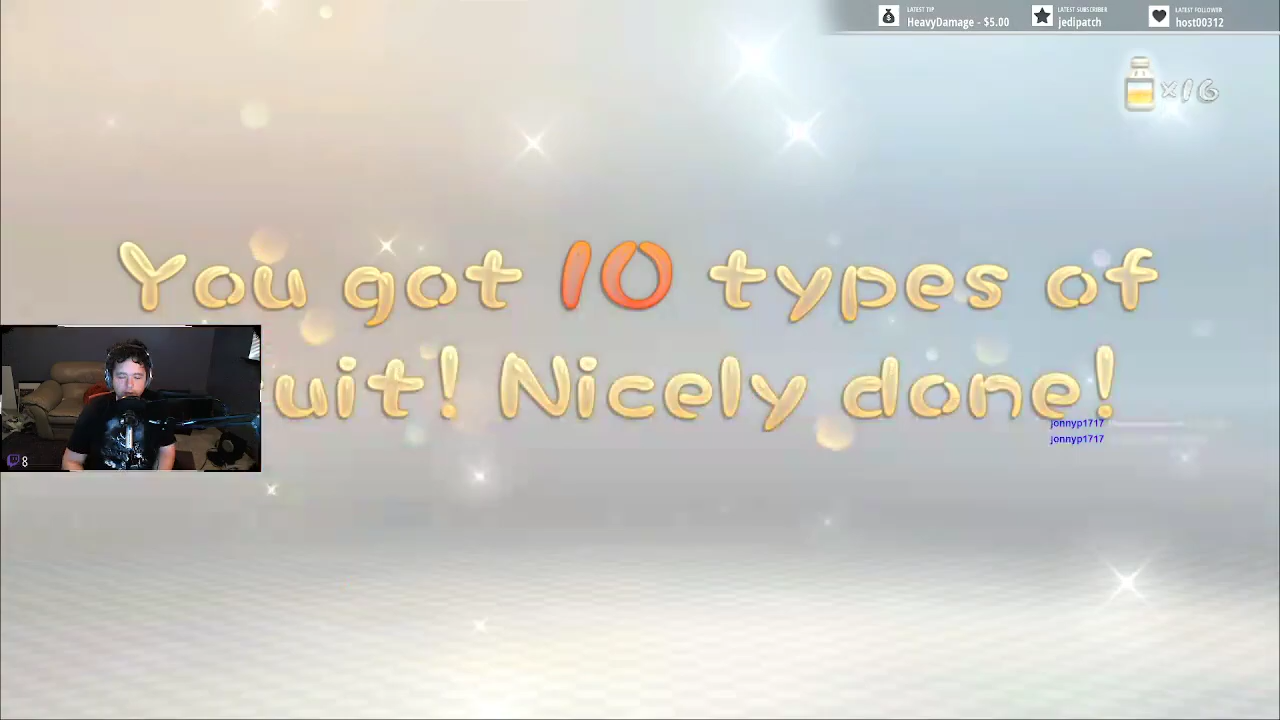 LATEST TIP
HeavyDamage - $5.00
LATEST SUBSCRIBER
jedipatch
LATEST FOLLOWER
host00312
×16
You got 10 types of
uit! Nicely done!
jonnyp1717
jonnyp1717
8